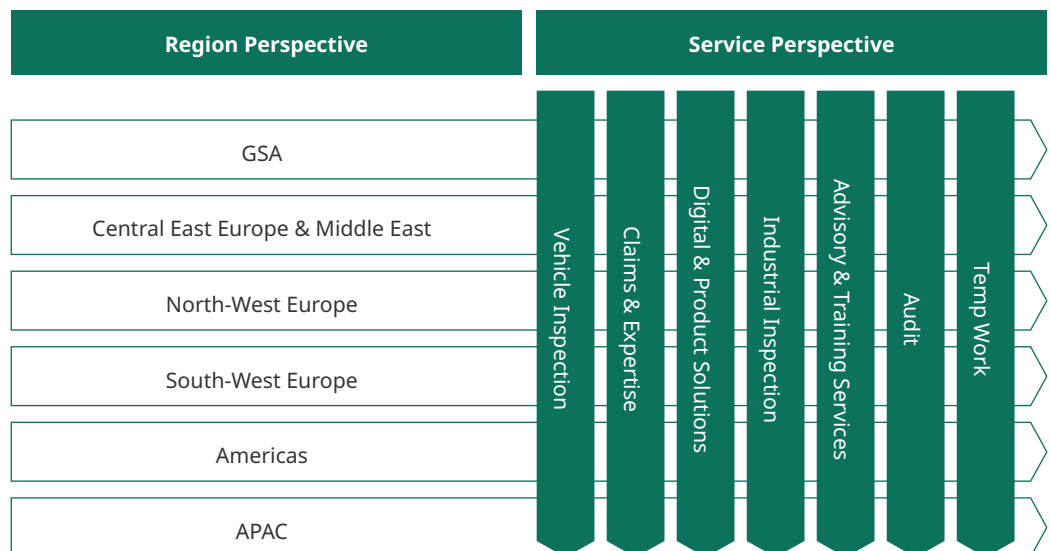 Region Perspective
Service Perspective
GSA
Central East Europe & Middle East
North-West Europe
South-West Europe
Americas
APAC
Vehicle Inspection
Claims & Expertise
Digital & Product Solutions
Industrial Inspection
Advisory & Training Services
Audit
Temp Work